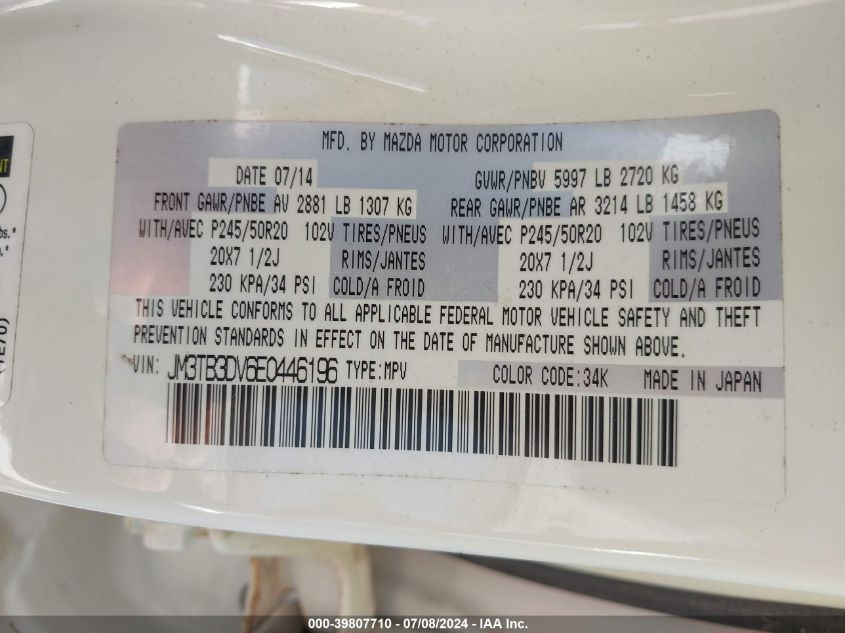 MFD. BY MAZDA MOTOR CORPORATION
DATE 07/14 GVWR/PNBV 5997 LB 2720 KG
FRONT GAWR/PNBE AV 2881 LB 1307 KG REAR GAWR/PNBE AR 3214 LB 1458 KG
WITH/AVEC P245/50R20 102V TIRES/PNEUS WITH/AVEC P245/50R20 102V TIRES/PNEUS
20X7 1/2J RIMS/JANTES 20X7 1/2J RIMS/JANTES
230 KPA/34 PSI COLD/A FROID 230 KPA/34 PSI COLD/A FROID
THIS VEHICLE CONFORMS TO ALL APPLICABLE FEDERAL MOTOR VEHICLE SAFETY AND THEFT
PREVENTION STANDARDS IN EFFECT ON THE DATE OF MANUFACTURE SHOWN ABOVE.
VIN: JM3TB3DV6E0446196 TYPE:MPV COLOR CODE:34K MADE IN JAPAN
000-39807710 - 07/08/2024 - IAA Inc.